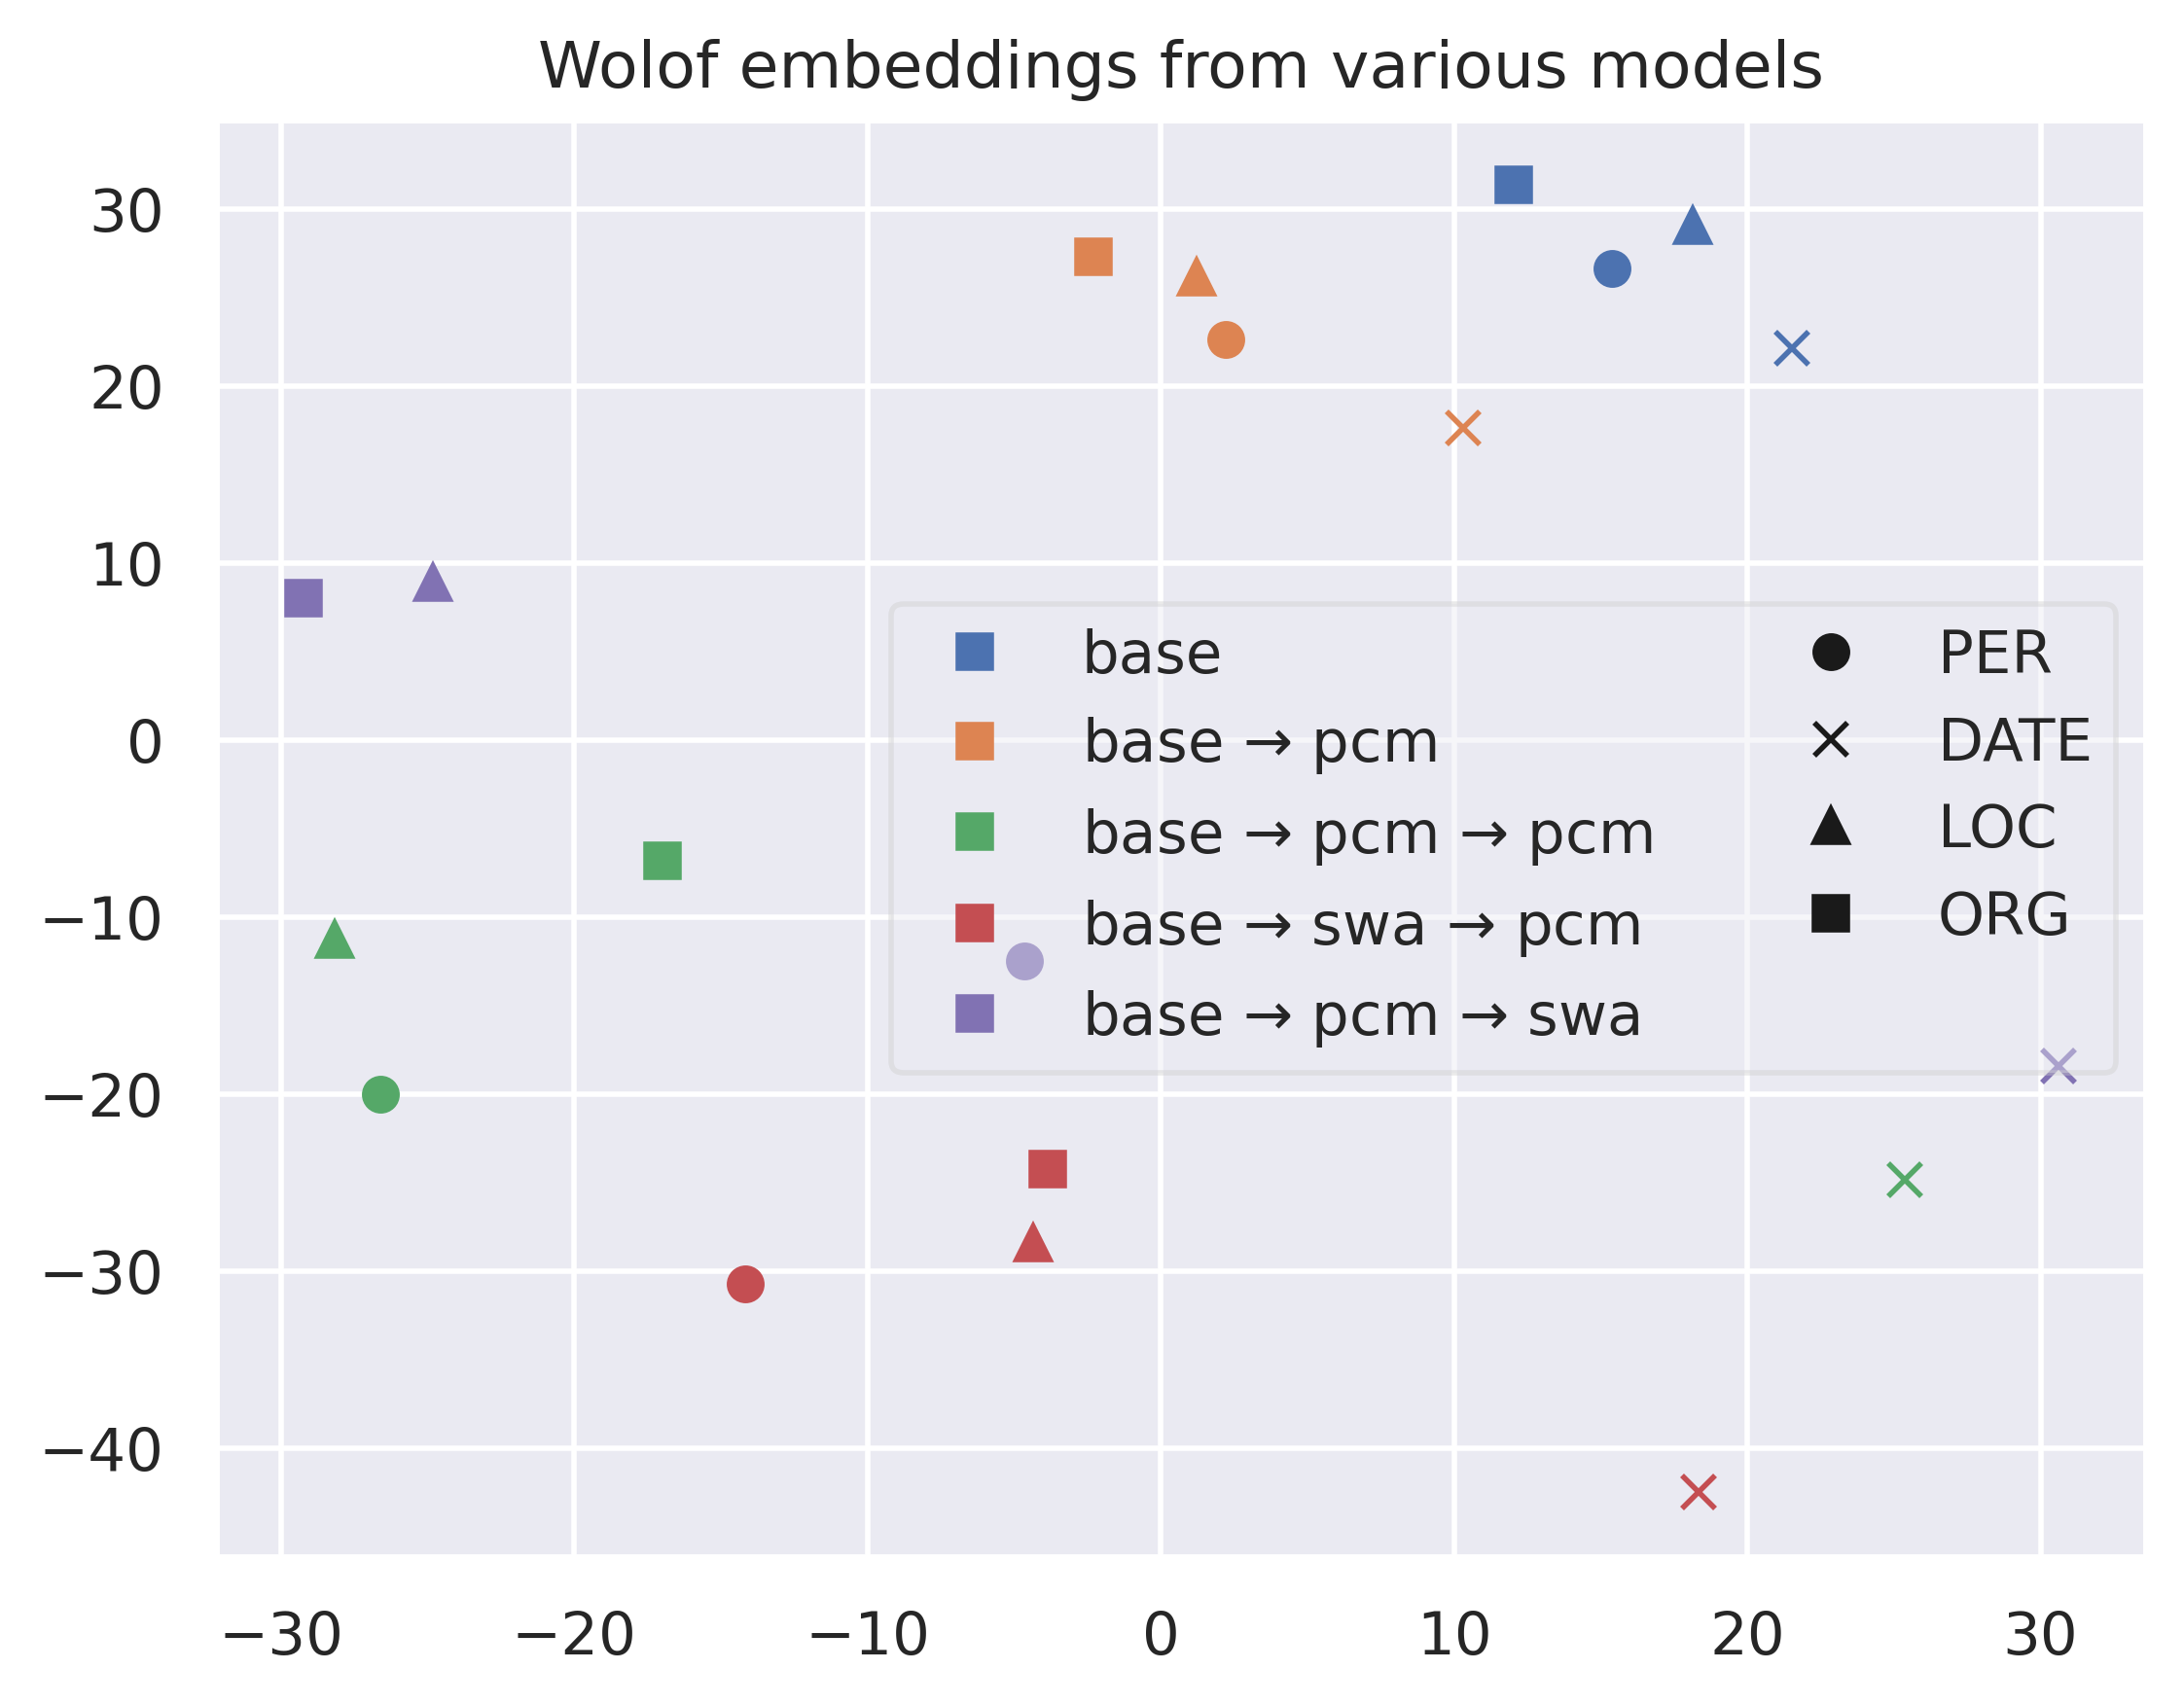 Wolof embeddings from various models
30
20
10
0
−10
−20
−30
−40
base
base → pcm
base → pcm → pcm
base → swa → pcm
base → pcm → swa
PER
DATE
LOC
ORG
−30 −20 −10 0 10 20 30